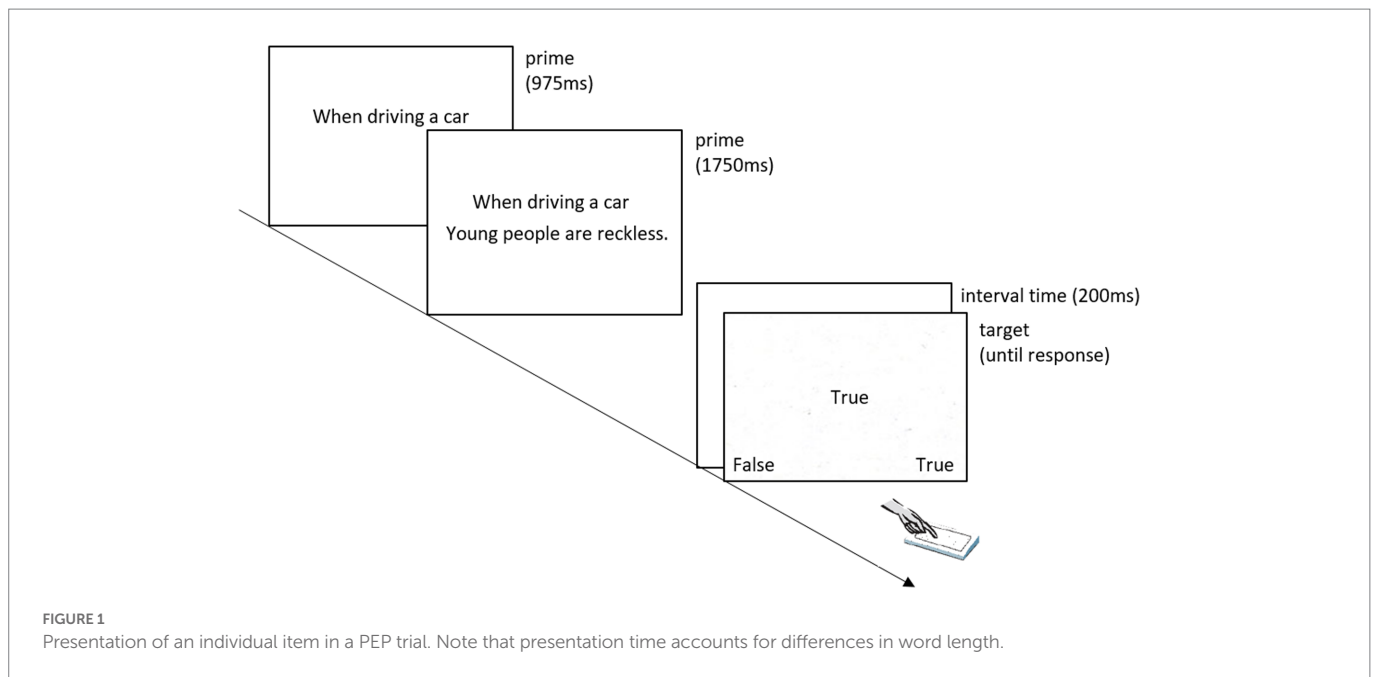 prime
(975ms)
When driving a car
prime
(1750ms)
When driving a car
Young people are reckless.
interval time (200ms)
target
(until response)
True
False True
FIGURE 1
Presentation of an individual item in a PEP trial. Note that presentation time accounts for differences in word length.